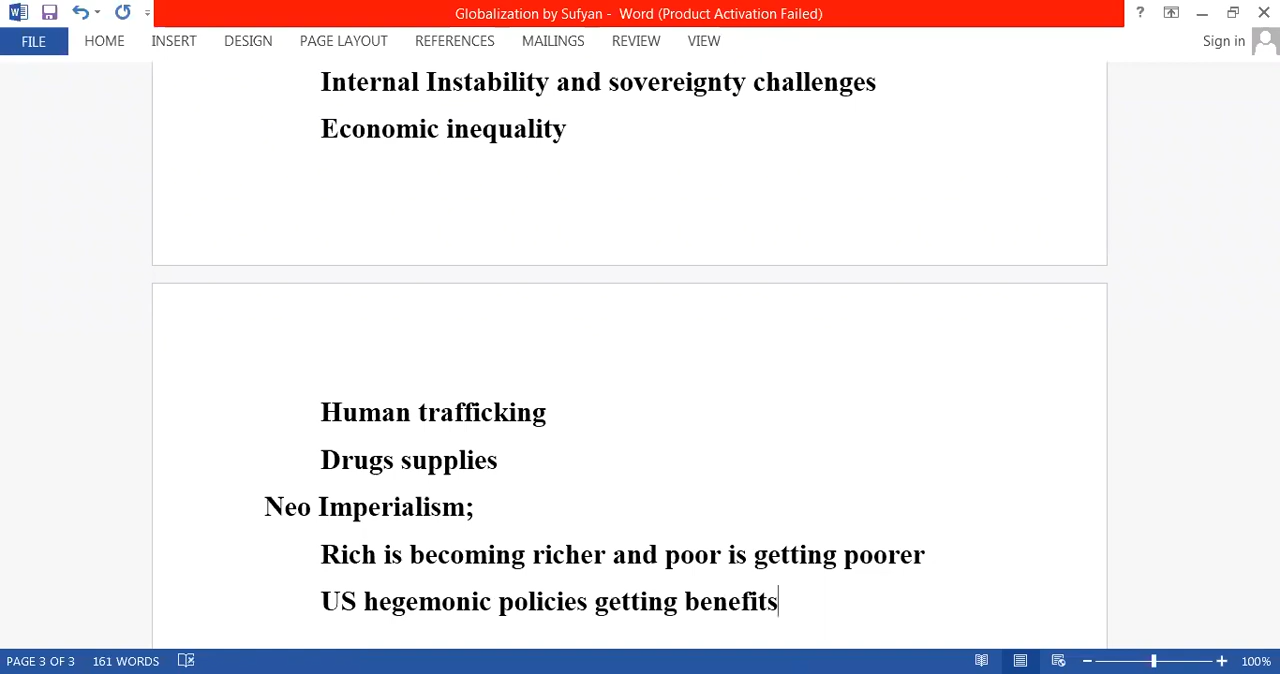 Globalization by Sufyan - Word (Product Activation Failed)
?
FILE HOME INSERT DESIGN PAGE LAYOUT REFERENCES MAILINGS REVIEW VIEW Sign in
Internal Instability and sovereignty challenges
Economic inequality
Human trafficking
Drugs supplies
Neo Imperialism;
Rich is becoming richer and poor is getting poorer
US hegemonic policies getting benefits
PAGE 3 OF 3 161 WORDS 100%